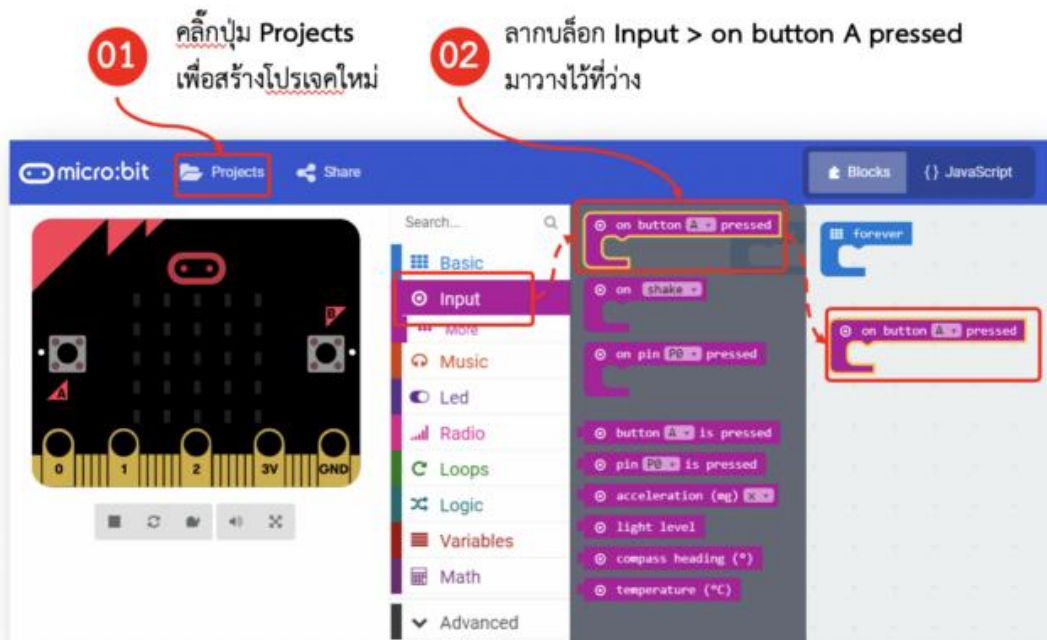 01
คลิ๊กปุ่ม Projects
เพื่อสร้างโปรเจคใหม่
02
ลากบล็อก Input > on button A pressed
มาวางไว้ที่ว่าง
micro:bit
Projects
Share
Blocks
{} JavaScript
Search...
Basic
Input
More
Music
Led
Radio
Loops
Logic
Variables
Math
Advanced
on button A pressed
on shake
on pin P0 pressed
button A is pressed
pin P0 is pressed
acceleration (mg) x
light level
compass heading (°)
temperature (°C)
forever
on button A pressed
A
B
0 1 2 3V GND